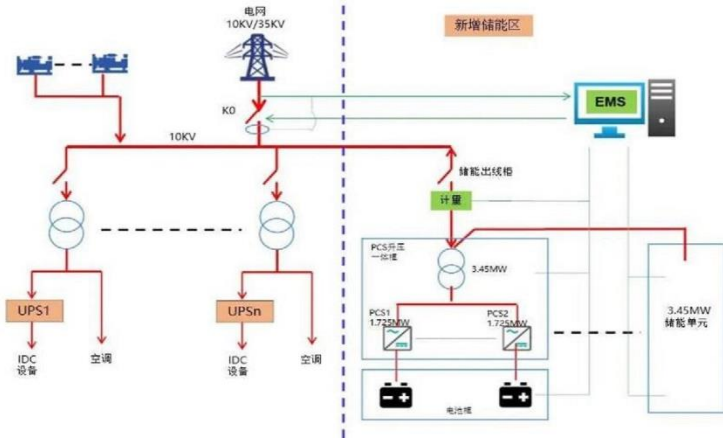 电网
10KV/35KV
新增储能区
K0
EMS
10KV
储能出线柜
计量
PCS升压
一体柜
3.45MW
PCS1
1.725MW
PCS2
1.725MW
3.45MW
储能单元
UPS1
UPSn
IDC
设备
空调
IDC
设备
空调
电池柜